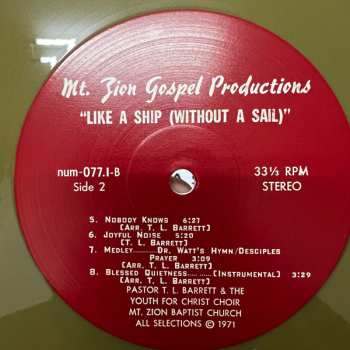 Mt. Zion Gospel Productions
"LIKE A SHIP (WITHOUT A SAIL)"
num-077.1-B 33⅓ RPM
Side 2 STEREO
5. NOBODY KNOWS 6:27
[ARR. T. L. BARRETT]
6. JOYFUL NOISE 5:20
[T. L. BARRETT]
7. MEDLEY..........DR. WATT'S HYMN/DESCIPLES
PRAYER 3:09
[ARR. T. L. BARRETT]
8. BLESSED QUIETNESS..........[INSTRUMENTAL] 3:29
[ARR. T. L. BARRETT]
PASTOR T. L. BARRETT & THE
YOUTH FOR CHRIST CHOIR
MT. ZION BAPTIST CHURCH
ALL SELECTIONS © 1971